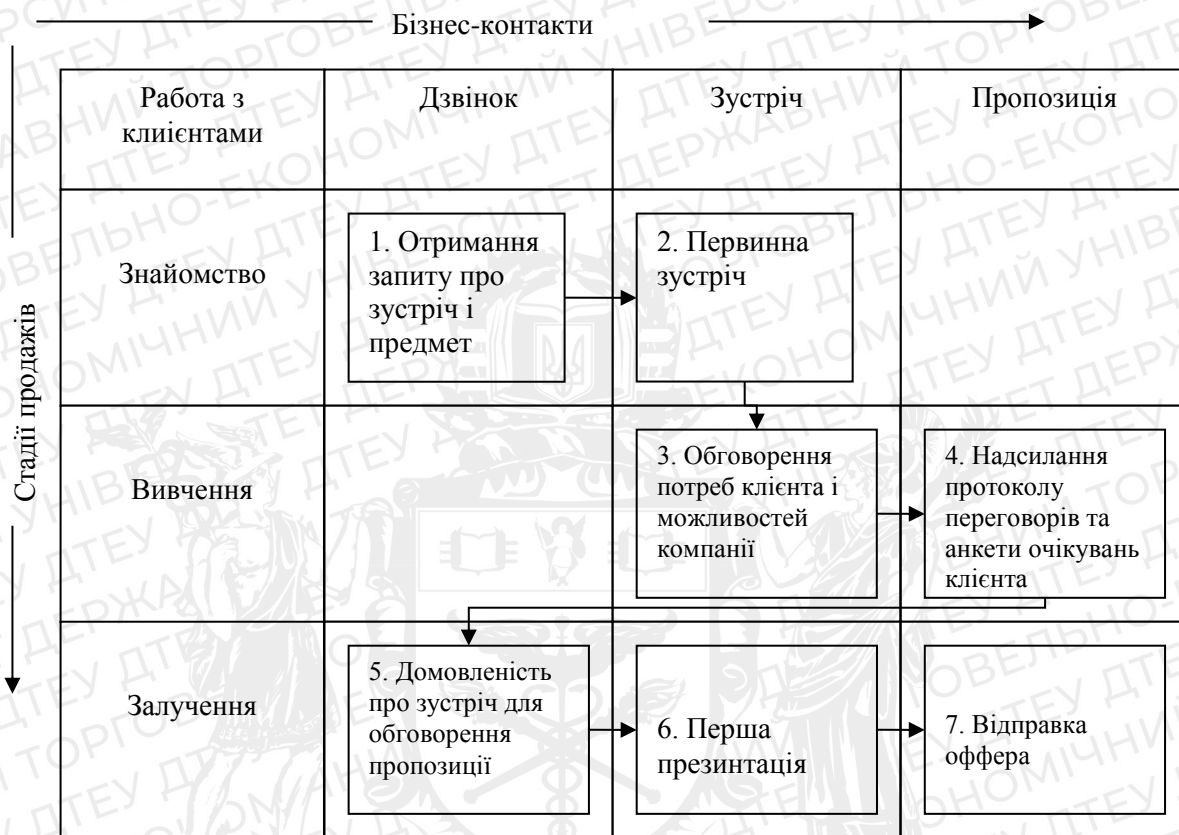 Бізнес-контакти
Стадії продажів
Работа з
клиієнтами
Дзвінок
Зустріч
Пропозиція
Знайомство
1. Отримання
запиту про
зустріч і
предмет
2. Первинна
зустріч
Вивчення
3. Обговорення
потреб клієнта і
можливостей
компанії
4. Надсилання
протоколу
переговорів та
анкети очікувань
клієнта
Залучення
5. Домовленість
про зустріч для
обговорення
пропозиції
6. Перша
презинтація
7. Відправка
оффера